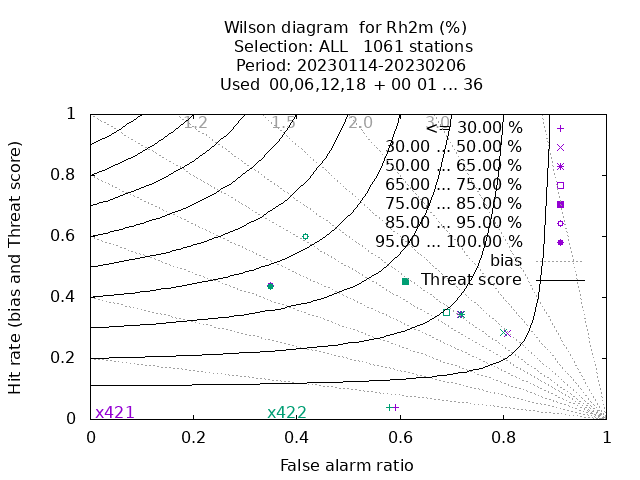 Wilson diagram  for Rh2m (%)
Selection: ALL   1061 stations
Period: 20230114-20230206
Used  00,06,12,18  + 00 01 ... 36
1.2 1.5 2.0 3.0
<= 30.00 %
30.00 ... 50.00 %
50.00 ... 65.00 %
65.00 ... 75.00 %
75.00 ... 85.00 %
85.00 ... 95.00 %
95.00 ... 100.00 %
bias
Threat score
Hit rate (bias and Threat score)
1
0.8
0.6
0.4
0.2
0
x421 x422
0 0.2 0.4 0.6 0.8 1
False alarm ratio